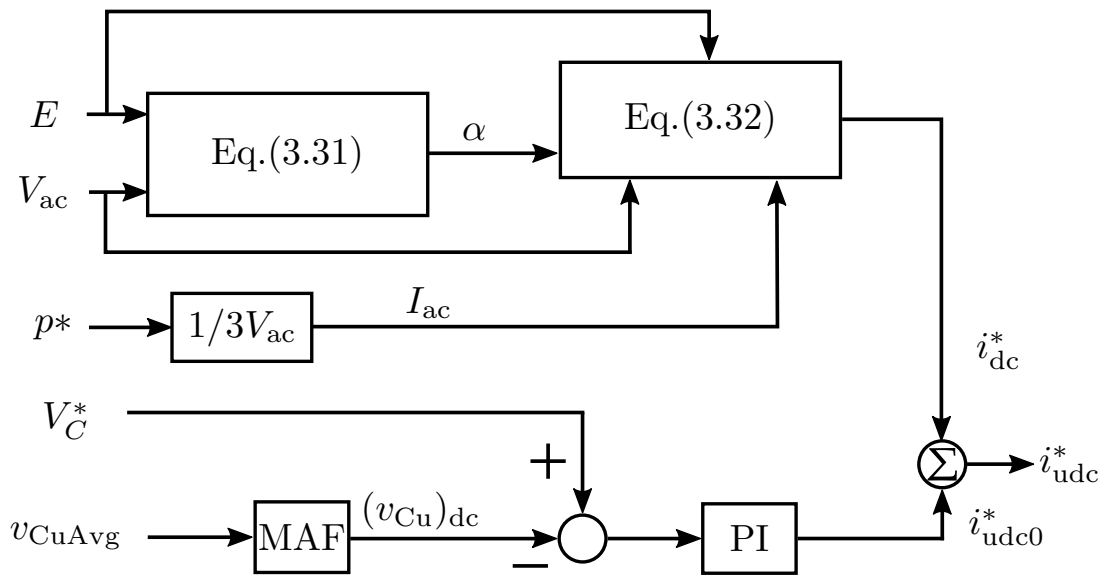 E
Eq.(3.31)
α
Eq.(3.32)
V_ac
p*
1/3V_ac
I_ac
i*_dc
V*_C
+
Σ
i*_udc
v_CuAvg
MAF
(v_Cu)_dc
−
PI
i*_udc0